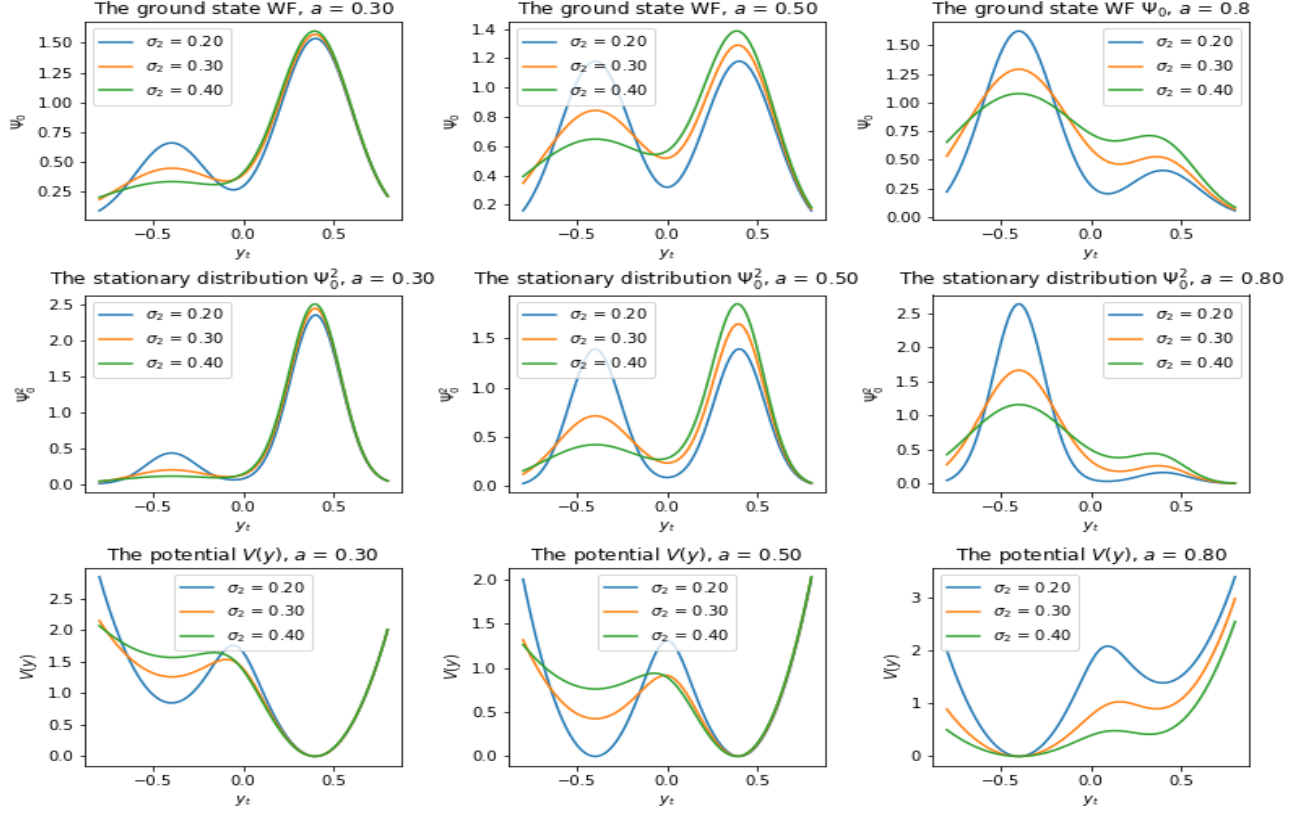 The ground state WF, a = 0.30
The ground state WF, a = 0.50
The ground state WF Ψ₀, a = 0.8
σ₂ = 0.20
σ₂ = 0.30
σ₂ = 0.40
1.50
1.25
1.00
0.75
0.50
0.25
Ψ₀
−0.5
0.0
0.5
y_t
σ₂ = 0.20
σ₂ = 0.30
σ₂ = 0.40
1.4
1.2
1.0
0.8
0.6
0.4
0.2
Ψ₀
−0.5
0.0
0.5
y_t
σ₂ = 0.20
σ₂ = 0.30
σ₂ = 0.40
1.50
1.25
1.00
0.75
0.50
0.25
0.00
Ψ₀
−0.5
0.0
0.5
y_t
The stationary distribution Ψ₀², a = 0.30
The stationary distribution Ψ₀², a = 0.50
The stationary distribution Ψ₀², a = 0.80
σ₂ = 0.20
σ₂ = 0.30
σ₂ = 0.40
2.5
2.0
1.5
1.0
0.5
0.0
Ψ₀²
−0.5
0.0
0.5
y_t
σ₂ = 0.20
σ₂ = 0.30
σ₂ = 0.40
1.5
1.0
0.5
0.0
Ψ₀²
−0.5
0.0
0.5
y_t
σ₂ = 0.20
σ₂ = 0.30
σ₂ = 0.40
2.5
2.0
1.5
1.0
0.5
0.0
Ψ₀²
−0.5
0.0
0.5
y_t
The potential V(y), a = 0.30
The potential V(y), a = 0.50
The potential V(y), a = 0.80
σ₂ = 0.20
σ₂ = 0.30
σ₂ = 0.40
2.5
2.0
1.5
1.0
0.5
0.0
V(y)
−0.5
0.0
0.5
y_t
σ₂ = 0.20
σ₂ = 0.30
σ₂ = 0.40
2.0
1.5
1.0
0.5
0.0
V(y)
−0.5
0.0
0.5
y_t
σ₂ = 0.20
σ₂ = 0.30
σ₂ = 0.40
3
2
1
0
V(y)
−0.5
0.0
0.5
y_t